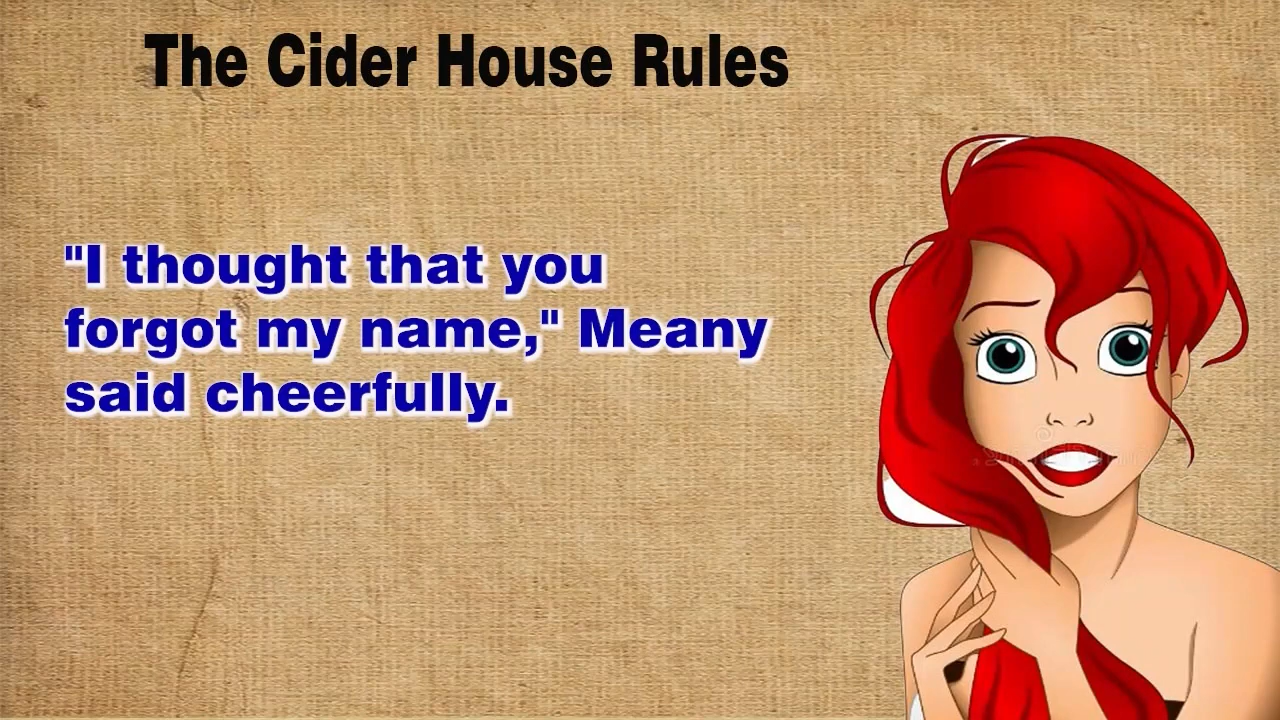 The Cider House Rules
"I thought that you
forgot my name," Meany
said cheerfully.